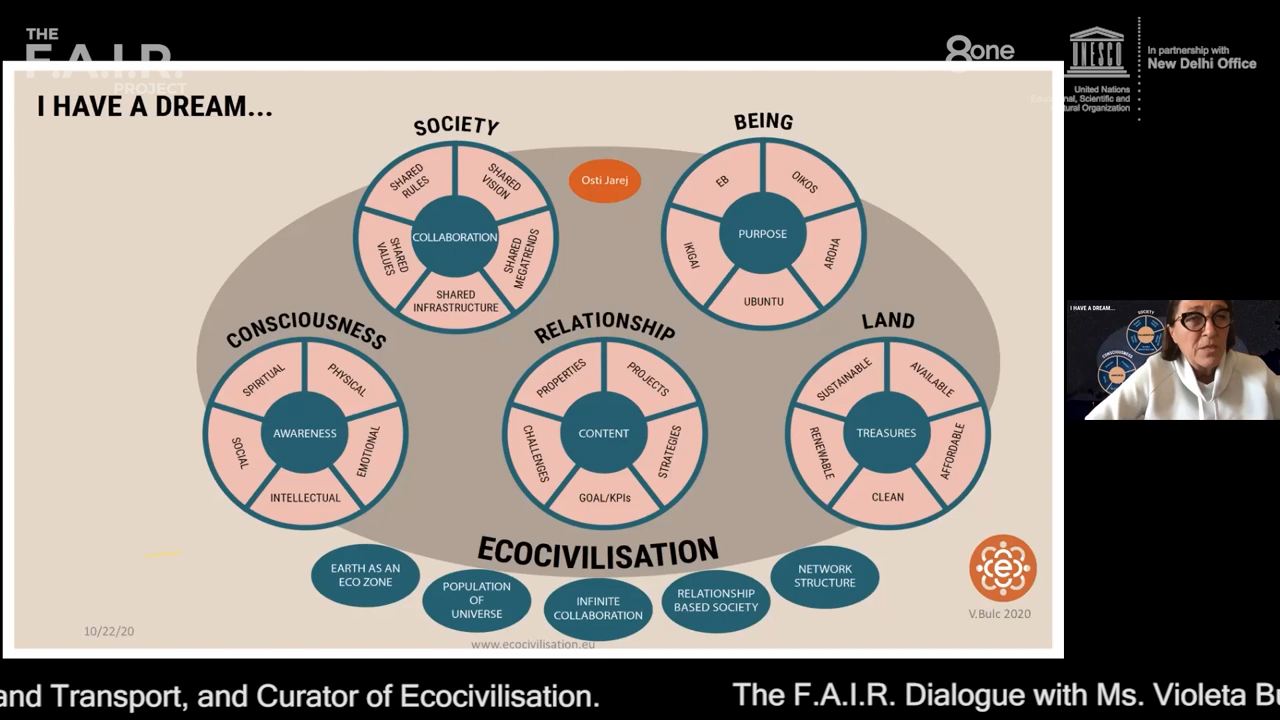 THE
F.A.I.R.
PROJECT
8one
UNESCO
In partnership with
New Delhi Office
United Nations
Educational, Scientific and
Cultural Organization
I HAVE A DREAM...
SOCIETY
SHARED
RULES
SHARED
VISION
SHARED
VALUES
COLLABORATION
SHARED
MEGATRENDS
SHARED
INFRASTRUCTURE
Osti Jarej
BEING
EB
OIKOS
IKIGAI
PURPOSE
AROHA
UBUNTU
CONSCIOUSNESS
SPIRITUAL
PHYSICAL
SOCIAL
AWARENESS
EMOTIONAL
INTELLECTUAL
RELATIONSHIP
PROPERTIES
PROJECTS
CHALLENGES
CONTENT
STRATEGIES
GOAL/KPIs
LAND
SUSTAINABLE
AVAILABLE
RENEWABLE
TREASURES
AFFORDABLE
CLEAN
ECOCIVILISATION
EARTH AS AN
ECO ZONE
POPULATION
OF
UNIVERSE
INFINITE
COLLABORATION
RELATIONSHIP
BASED SOCIETY
NETWORK
STRUCTURE
e
V.Bulc 2020
10/22/20
www.ecocivilisation.eu
I HAVE A DREAM...
SOCIETY
CONSCIOUSNESS
and Transport, and Curator of Ecocivilisation.
The F.A.I.R. Dialogue with Ms. Violeta Bu